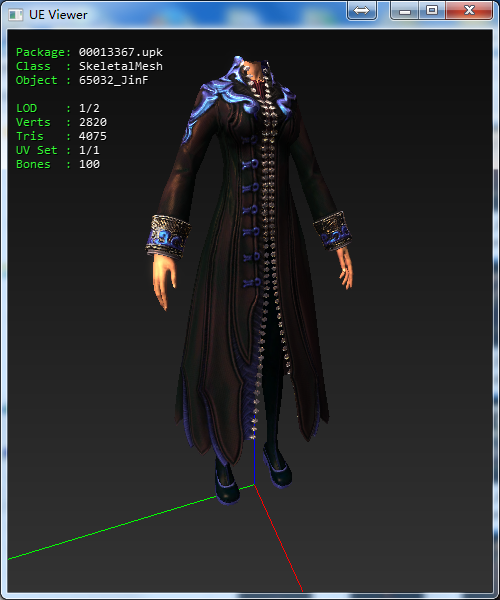 UE Viewer
Package: 00013367.upk
Class : SkeletalMesh
Object : 65032_JinF
LOD : 1/2
Verts : 2820
Tris : 4075
UV Set : 1/1
Bones : 100